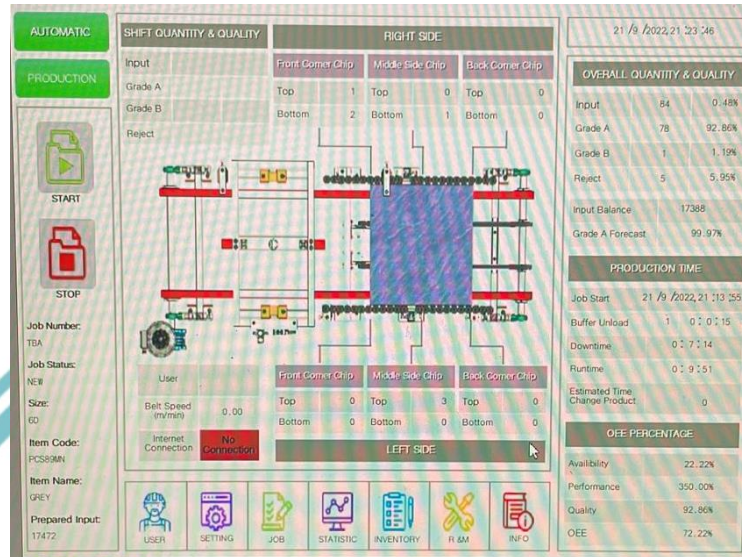 AUTOMATIC
PRODUCTION
START
STOP
Job Number:
TBA
Job Status:
NEW
Size:
6D
Item Code:
PCS89MN
Item Name:
GREY
Prepared Input:
17472
SHIFT QUANTITY & QUALITY
Input
Grade A
Grade B
Reject
RIGHT SIDE
Front Corner Chip Middle Side Chip Back Corner Chip
Top 1 Top 0 Top 0
Bottom 2 Bottom 1 Bottom 0
User
Belt Speed (m/min) 0.00
Internet Connection No Connection
Front Corner Chip Middle Side Chip Back Corner Chip
Top 0 Top 3 Top 0
Bottom 0 Bottom 0 Bottom 0
LEFT SIDE
USER SETTING JOB STATISTIC INVENTORY R &M INFO
21 /9 /2022,21 :23 :46
OVERALL QUANTITY & QUALITY
Input 84 0.48%
Grade A 78 92.86%
Grade B 1 1.19%
Reject 5 5.95%
Input Balance 17388
Grade A Forecast 99.97%
PRODUCTION TIME
Job Start 21 /9 /2022,21 :13 :55
Buffer Unload 1 0 : 0 : 15
Downtime 0 : 7 : 14
Runtime 0 : 9 : 51
Estimated Time
Change Product 0
OEE PERCENTAGE
Availibility 22.22%
Performance 350.00%
Quality 92.86%
OEE 72.22%